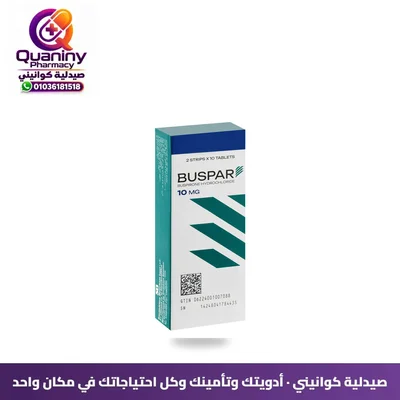 Quaniny
Pharmacy
صيدلية كوانيني
01036181518
2 STRIPS X 10 TABLETS
BUSPAR
BUSPIRONE HYDROCHLORIDE
10 MG
صيدلية كوانيني - أدويتك وتأمينك وكل احتياجاتك في مكان واحد